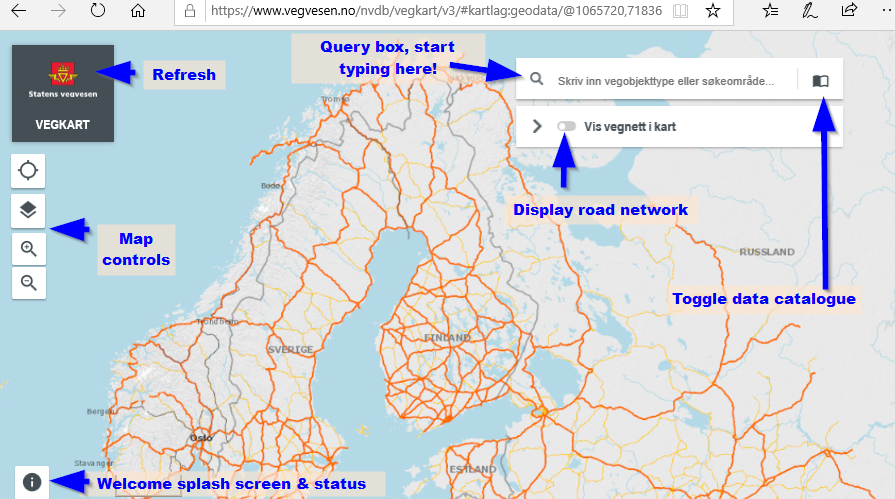 https://www.vegvesen.no/nvdb/vegkart/v3/#kartlag:geodata/@1065720,71836
Statens vegvesen
VEGKART
Refresh
Query box, start
typing here!
Skriv inn vegobjekttype eller søkeområde...
Vis vegnett i kart
Display road network
Toggle data catalogue
Map
controls
Welcome splash screen & status
Tromsø
Bodø
Trondheim
SVERIGE
FINLAND
RUSSLAND
Bergen
Oslo
Stavanger
ESTLAND